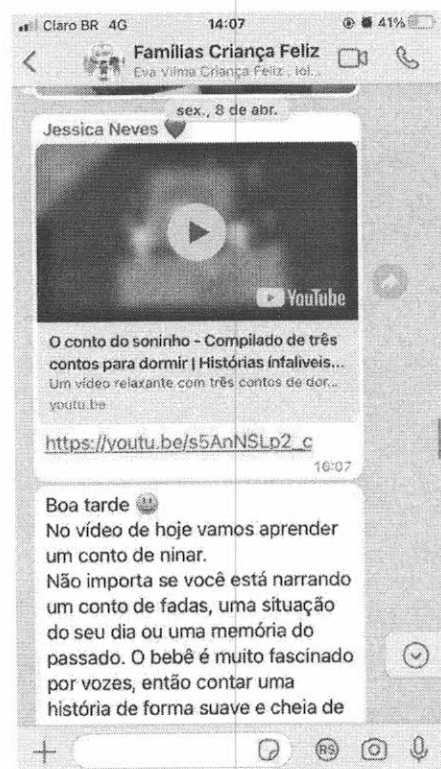 Claro BR 4G 14:07 41%
Famílias Criança Feliz
Eva Vilma Criança Feliz, Iol...
sex., 8 de abr.
Jessica Neves
YouTube
O conto do soninho - Compilado de três
contos para dormir | Histórias ínfaliveis...
Um vídeo relaxante com três contos de dor...
youtu.be
https://youtu.be/s5AnNSLp2_c
16:07
Boa tarde
No vídeo de hoje vamos aprender
um conto de ninar.
Não importa se você está narrando
um conto de fadas, uma situação
do seu dia ou uma memória do
passado. O bebê é muito fascinado
por vozes, então contar uma
história de forma suave e cheia de
R$